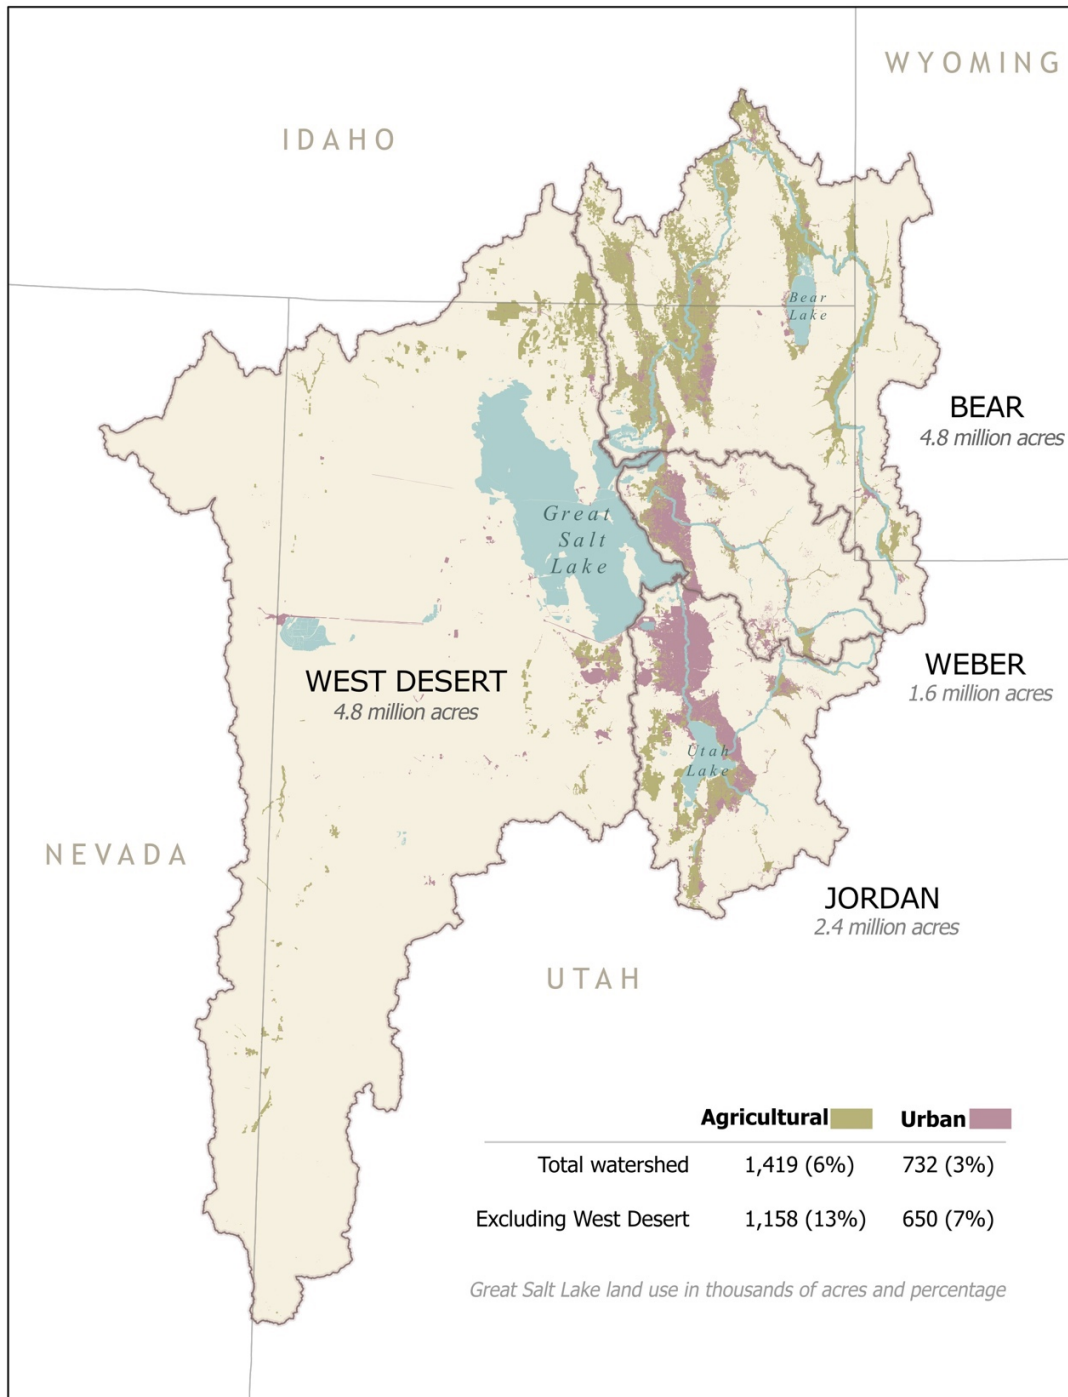 WYOMING
IDAHO
Bear
Lake
BEAR
4.8 million acres
Great
Salt
Lake
WEBER
1.6 million acres
WEST DESERT
4.8 million acres
Utah
Lake
NEVADA
JORDAN
2.4 million acres
UTAH
Agricultural Urban
Total watershed 1,419 (6%) 732 (3%)
Excluding West Desert 1,158 (13%) 650 (7%)
Great Salt Lake land use in thousands of acres and percentage